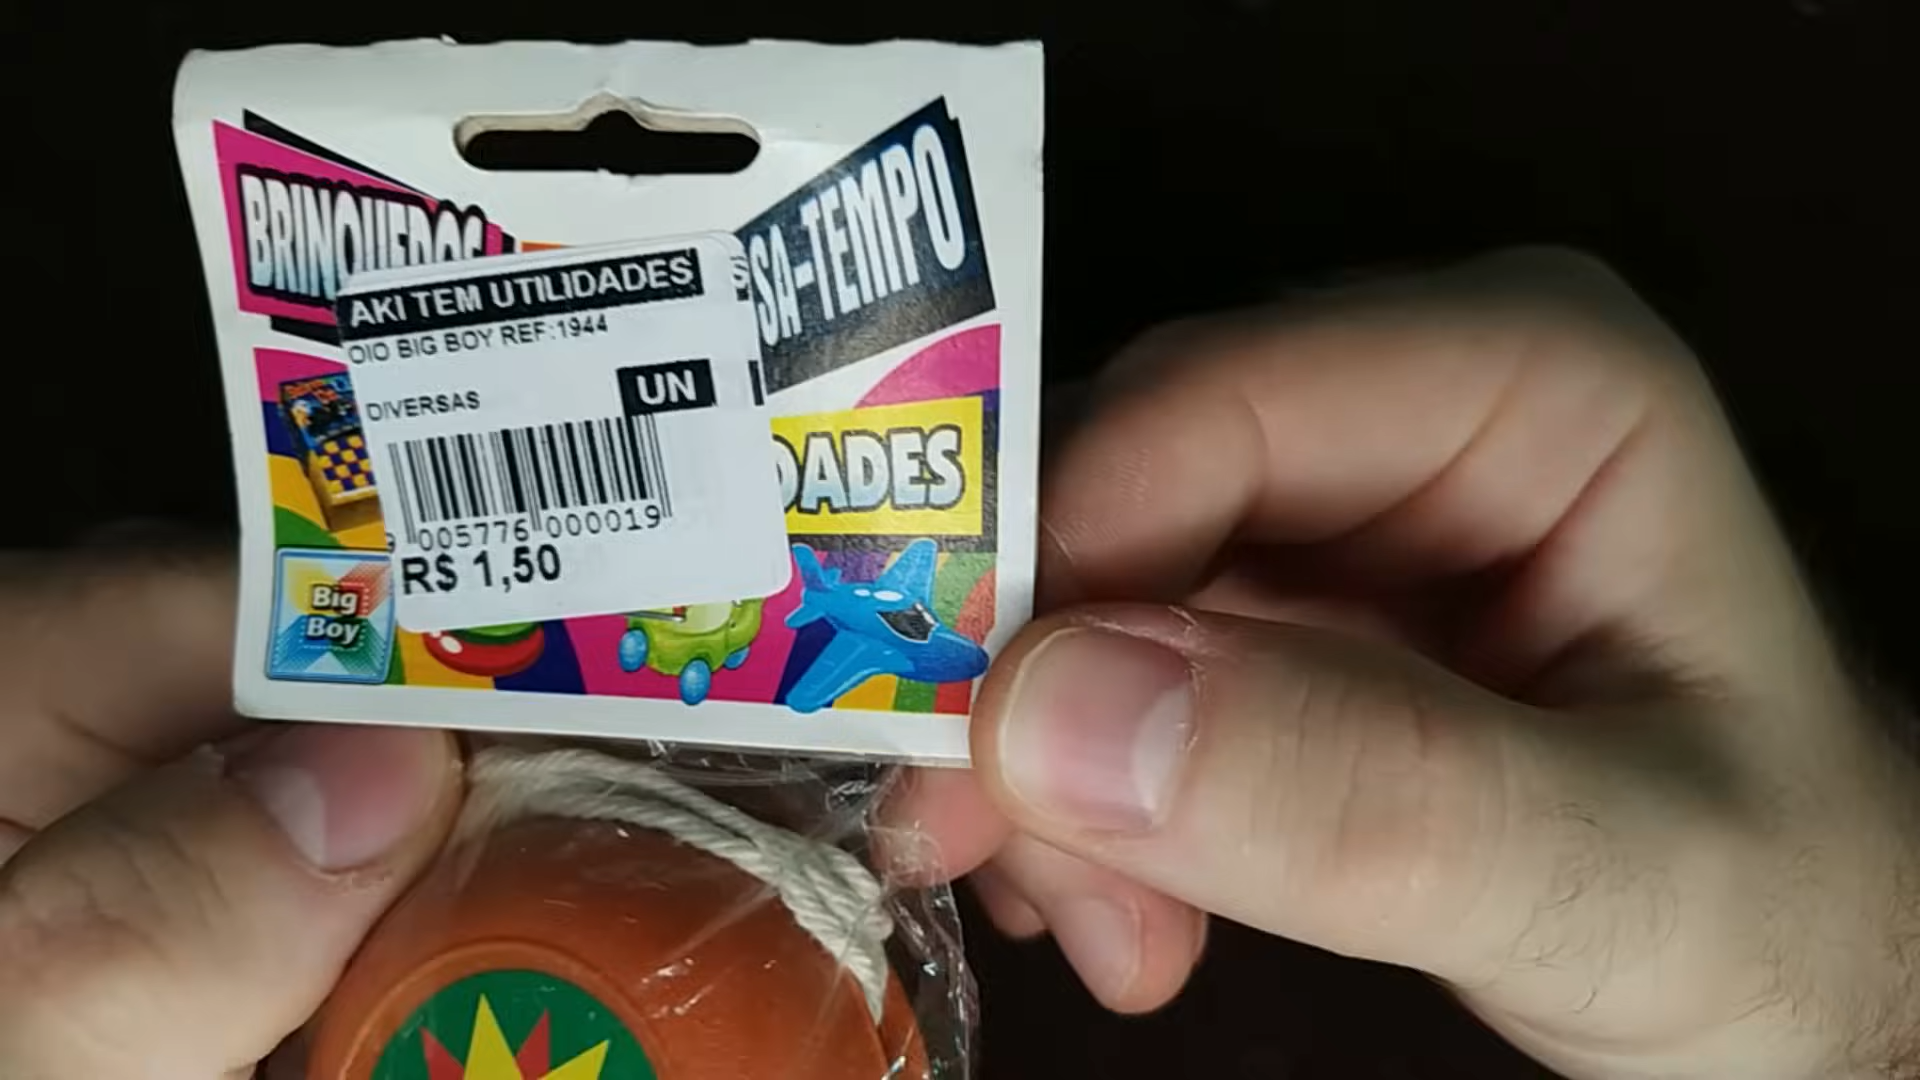 BRINQUEDOS
SA-TEMPO
AKI TEM UTILIDADES
OIO BIG BOY REF:1944
DIVERSAS
UN
DADES
9 005776 000019
R$ 1,50
Big
Boy